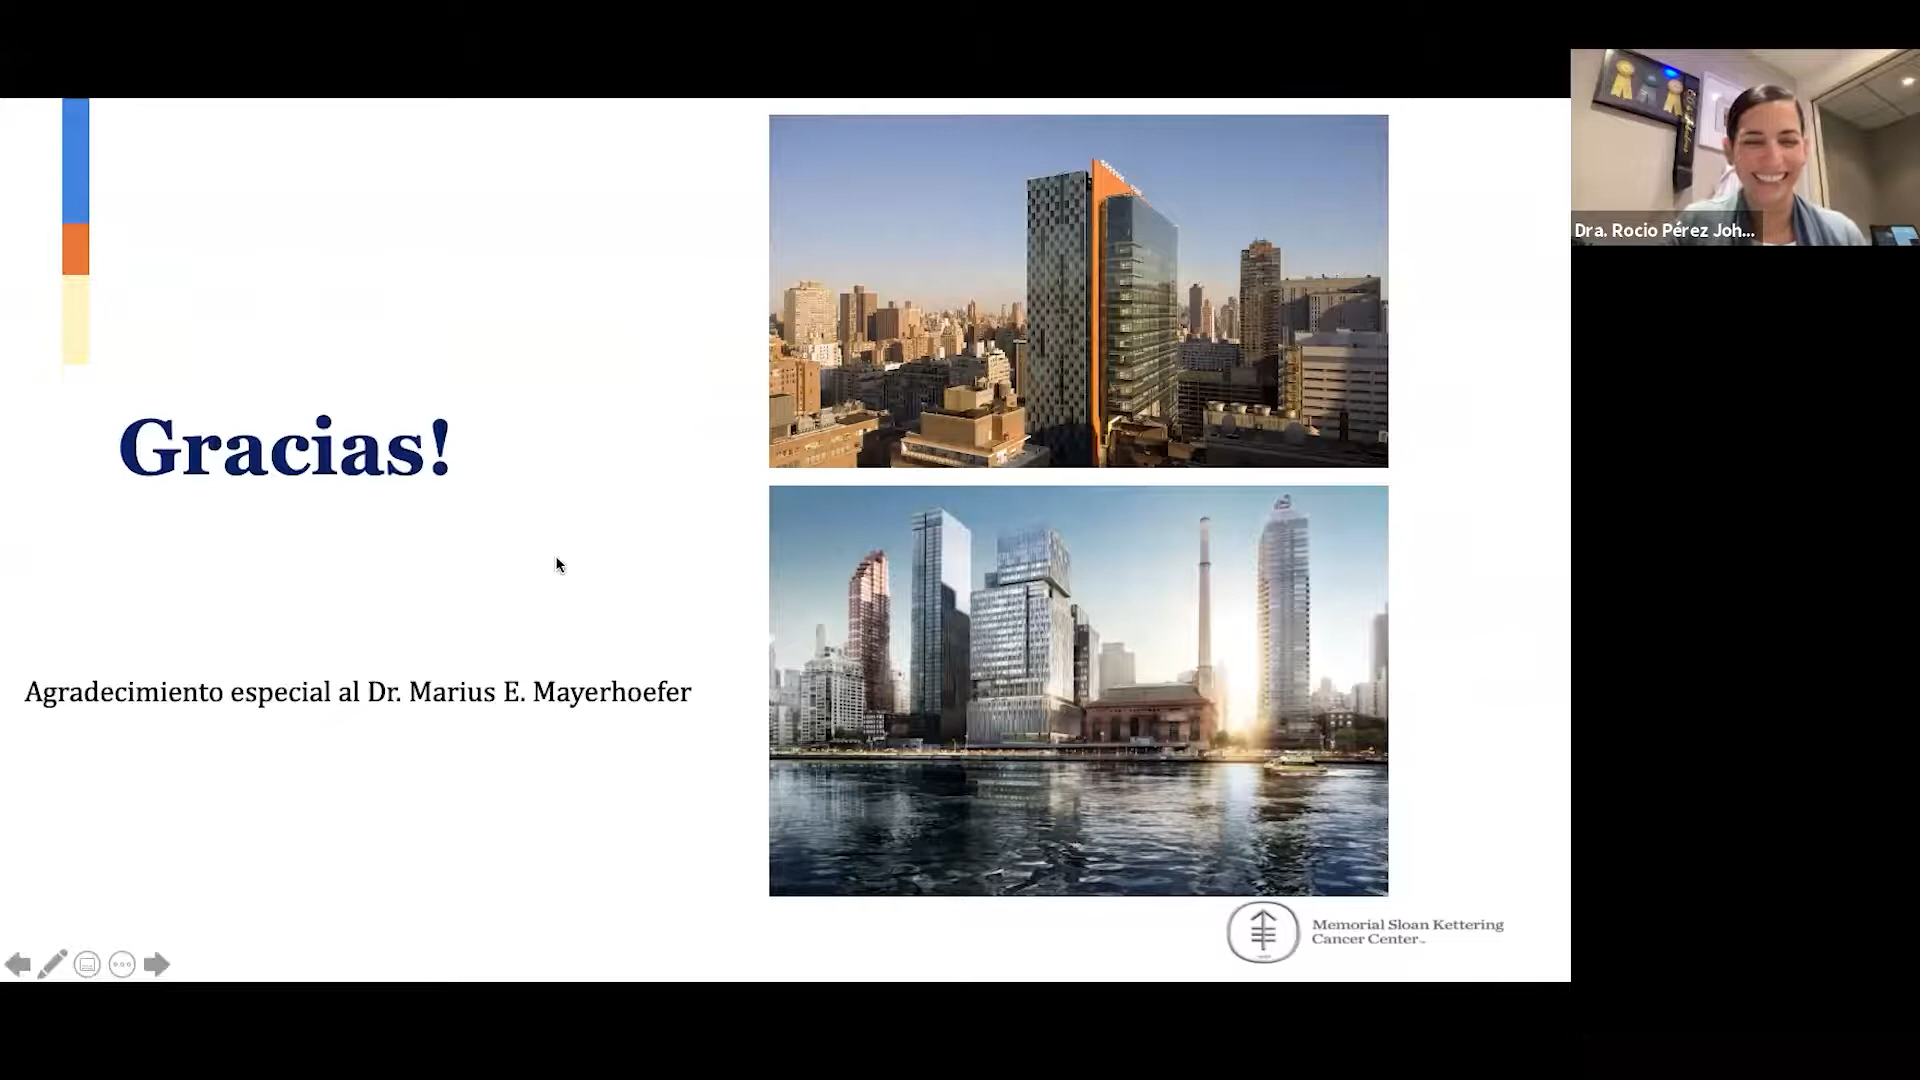 Gracias!
Agradecimiento especial al Dr. Marius E. Mayerhoefer
Memorial Sloan Kettering
Cancer Center
Dra. Rocio Pérez Joh...